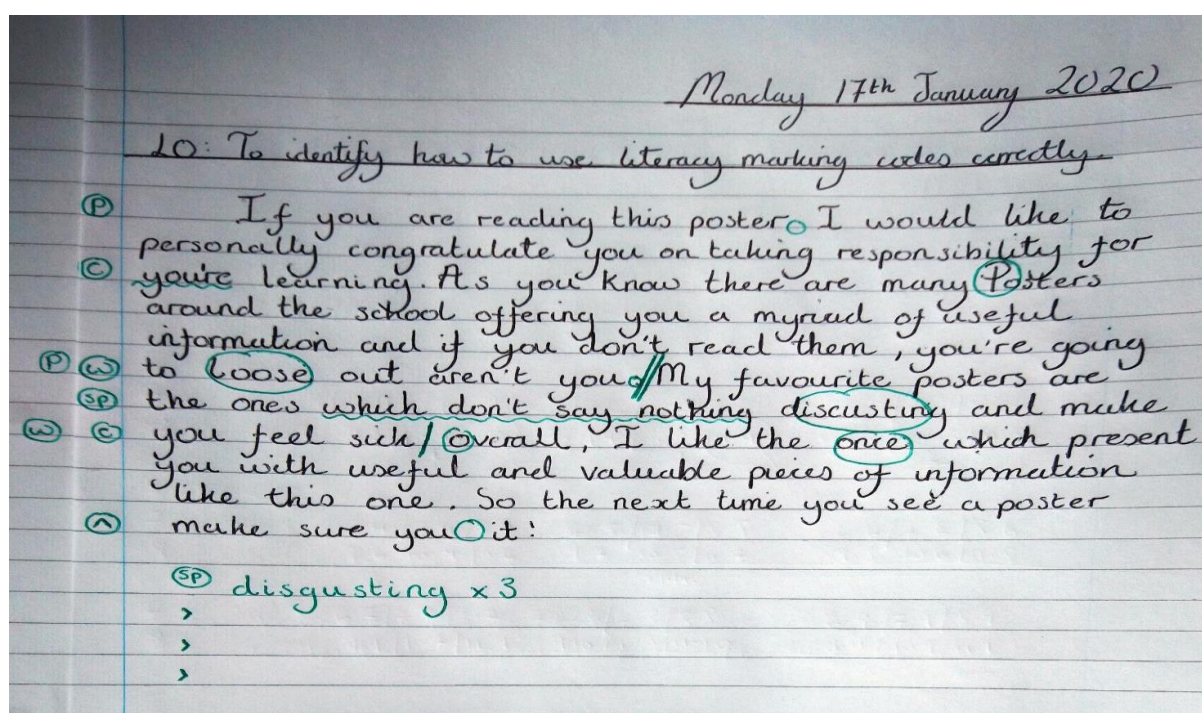 Monday 17th January 2020
LO: To identify how to use literacy marking codes correctly.
P If you are reading this poster I would like to
personally congratulate you on taking responsibility for
C you're learning. As you know there are many Posters
around the school offering you a myriad of useful
information and if you don't read them, you're going
P W to loose out aren't you // My favourite posters are
SP the ones which don't say nothing discusting and make
W C you feel sick / Overall, I like the once which present
you with useful and valuable pieces of information
like this one. So the next time you see a poster
^ make sure you it!
SP disgusting x3
>
>
>